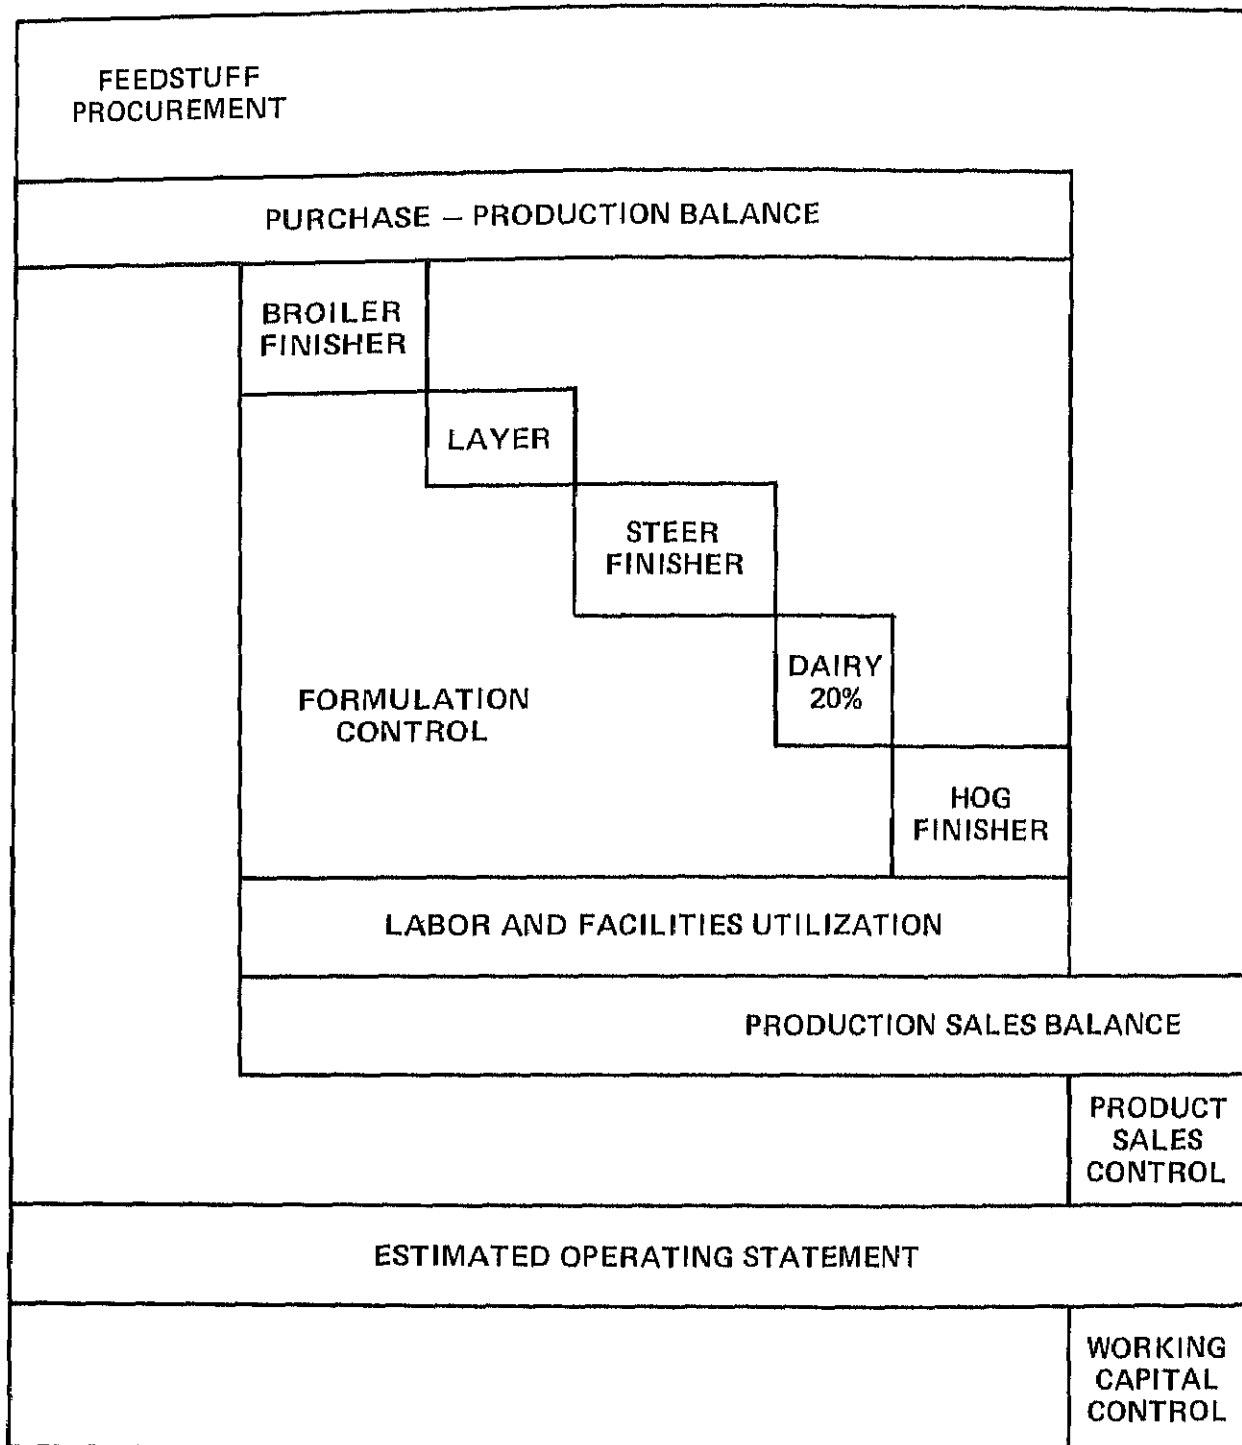 FEEDSTUFF
PROCUREMENT
PURCHASE – PRODUCTION BALANCE
BROILER
FINISHER
LAYER
STEER
FINISHER
DAIRY
20%
FORMULATION
CONTROL
HOG
FINISHER
LABOR AND FACILITIES UTILIZATION
PRODUCTION SALES BALANCE
PRODUCT
SALES
CONTROL
ESTIMATED OPERATING STATEMENT
WORKING
CAPITAL
CONTROL